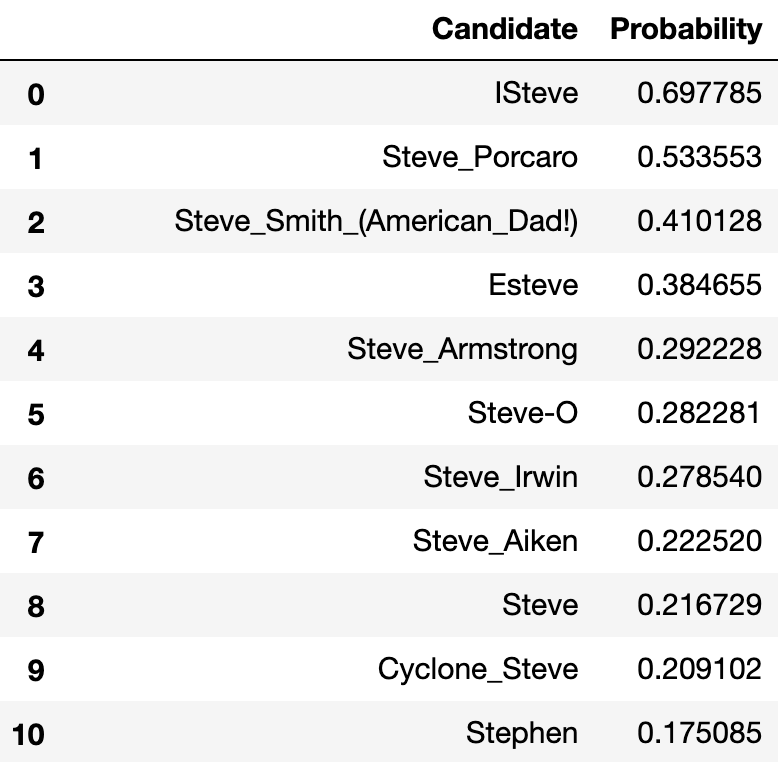 Candidate Probability
0 ISteve 0.697785
1 Steve_Porcaro 0.533553
2 Steve_Smith_(American_Dad!) 0.410128
3 Esteve 0.384655
4 Steve_Armstrong 0.292228
5 Steve-O 0.282281
6 Steve_Irwin 0.278540
7 Steve_Aiken 0.222520
8 Steve 0.216729
9 Cyclone_Steve 0.209102
10 Stephen 0.175085